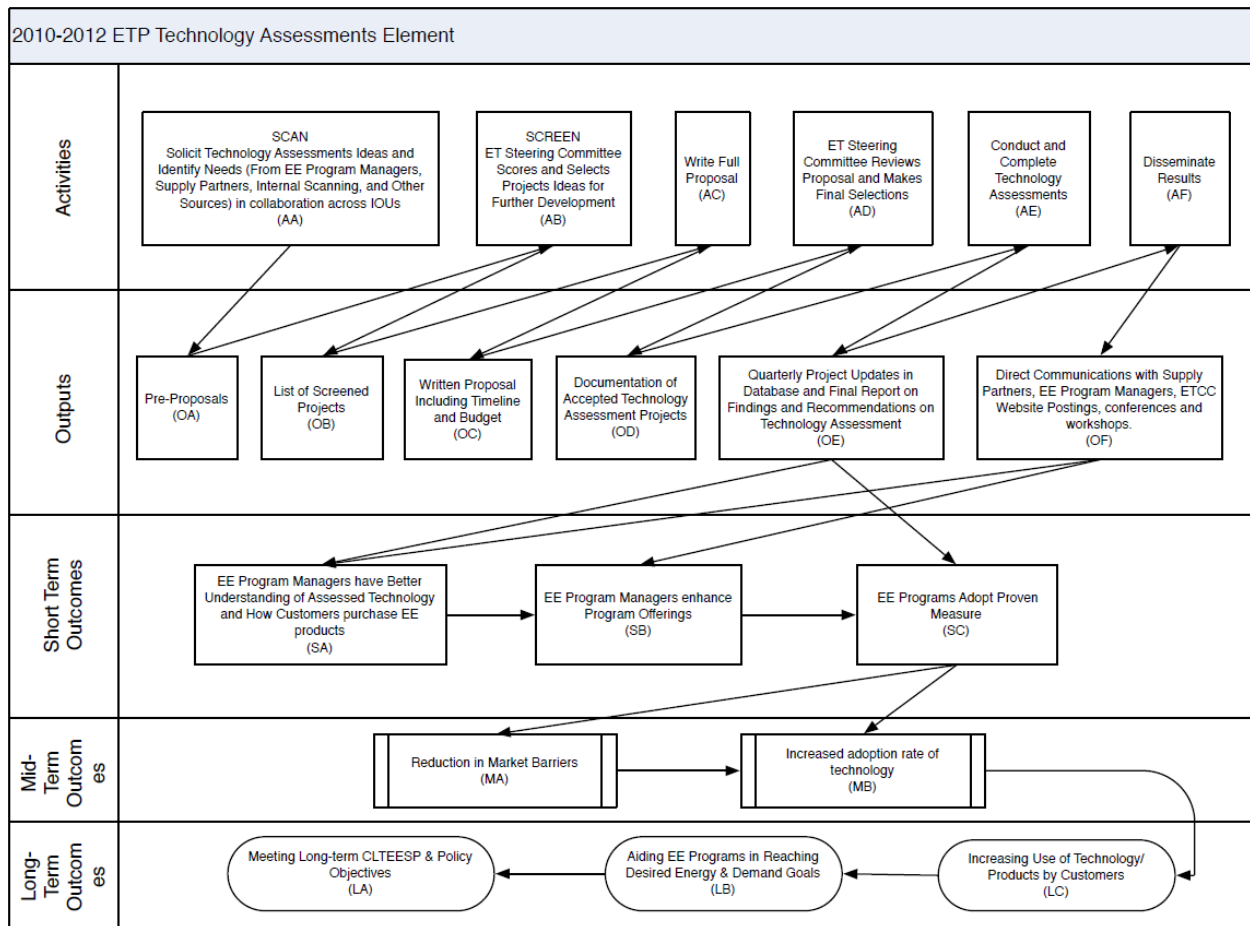 2010-2012 ETP Technology Assessments Element
Activities
SCAN
Solicit Technology Assessments Ideas and
Identify Needs (From EE Program Managers,
Supply Partners, Internal Scanning, and Other
Sources) in collaboration across IOUs
(AA)
SCREEN
ET Steering Committee
Scores and Selects
Projects Ideas for
Further Development
(AB)
Write Full
Proposal
(AC)
ET Steering
Committee Reviews
Proposal and Makes
Final Selections
(AD)
Conduct and
Complete
Technology
Assessments
(AE)
Disseminate
Results
(AF)
Outputs
Pre-Proposals
(OA)
List of Screened
Projects
(OB)
Written Proposal
Including Timeline
and Budget
(OC)
Documentation of
Accepted Technology
Assessment Projects
(OD)
Quarterly Project Updates in
Database and Final Report on
Findings and Recommendations on
Technology Assessment
(OE)
Direct Communications with Supply
Partners, EE Program Managers, ETCC
Website Postings, conferences and
workshops.
(OF)
Short Term
Outcomes
EE Program Managers have Better
Understanding of Assessed Technology
and How Customers purchase EE
products
(SA)
EE Program Managers enhance
Program Offerings
(SB)
EE Programs Adopt Proven
Measure
(SC)
Mid-
Term
Outcom
es
Reduction in Market Barriers
(MA)
Increased adoption rate of
technology
(MB)
Long-
Term
Outcom
es
Meeting Long-term CLTEESP & Policy
Objectives
(LA)
Aiding EE Programs in Reaching
Desired Energy & Demand Goals
(LB)
Increasing Use of Technology/
Products by Customers
(LC)